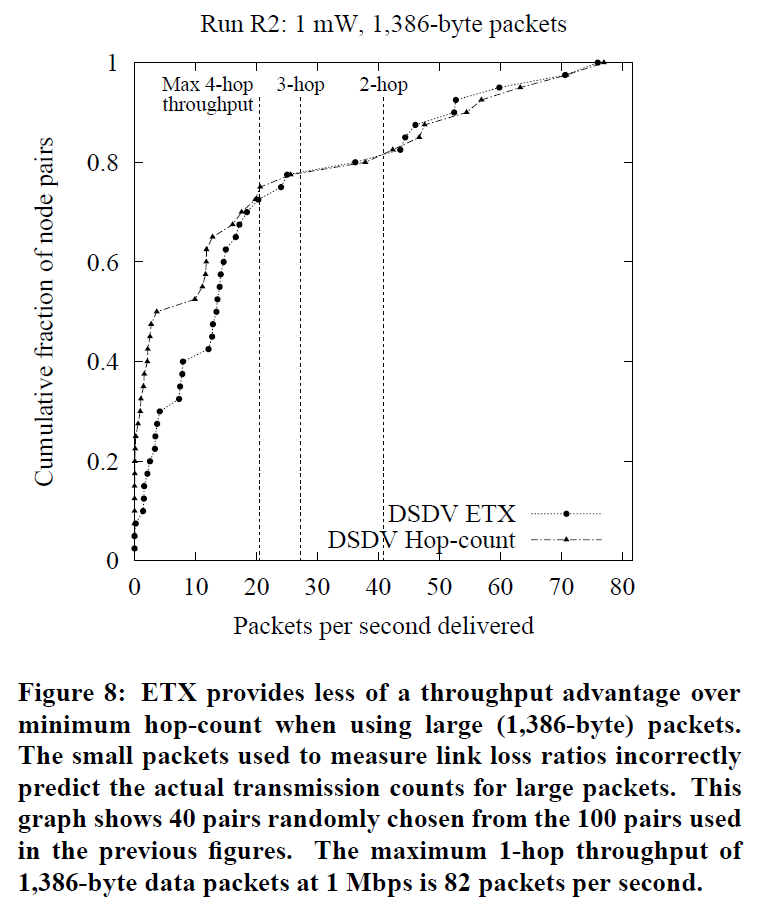 Run R2: 1 mW, 1,386-byte packets
Max 4-hop
throughput
3-hop
2-hop
1
0.8
0.6
0.4
0.2
0
Cumulative fraction of node pairs
DSDV ETX
DSDV Hop-count
0 10 20 30 40 50 60 70 80
Packets per second delivered
Figure 8: ETX provides less of a throughput advantage over
minimum hop-count when using large (1,386-byte) packets.
The small packets used to measure link loss ratios incorrectly
predict the actual transmission counts for large packets. This
graph shows 40 pairs randomly chosen from the 100 pairs used
in the previous figures. The maximum 1-hop throughput of
1,386-byte data packets at 1 Mbps is 82 packets per second.